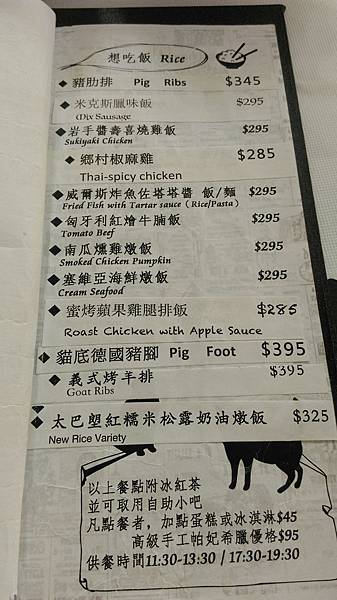 想吃飯 Rice
◆ 豬肋排 Pig Ribs $345
◆ 米克斯臘味飯 $295
Mix Sausage
◆ 岩手醬壽喜燒雞飯 $295
Sukiyaki Chicken
◆ 鄉村椒麻雞 $285
Thai-spicy chicken
◆ 威爾斯炸魚佐塔塔醬 飯/麵 $295
Fried Fish with Tartar sauce (Rice/Pasta)
◆ 匈牙利紅燴牛腩飯 $295
Tomato Beef
◆ 南瓜燻雞燉飯 $295
Smoked Chicken Pumpkin
◆ 塞維亞海鮮燉飯 $295
Cream Seafood
◆ 蜜烤蘋果雞腿排飯 $285
Roast Chicken with Apple Sauce
◆ 貓底德國豬腳 Pig Foot $395
◆ 義式烤羊排 $395
Goat Ribs
◆ 太巴塱紅糯米松露奶油燉飯 $325
New Rice Variety
以上餐點附冰紅茶
並可取用自助小吧
凡點餐者，加點蛋糕或冰淇淋$45
高級手工帕妃希臘優格$95
供餐時間11:30-13:30 / 17:30-19:30